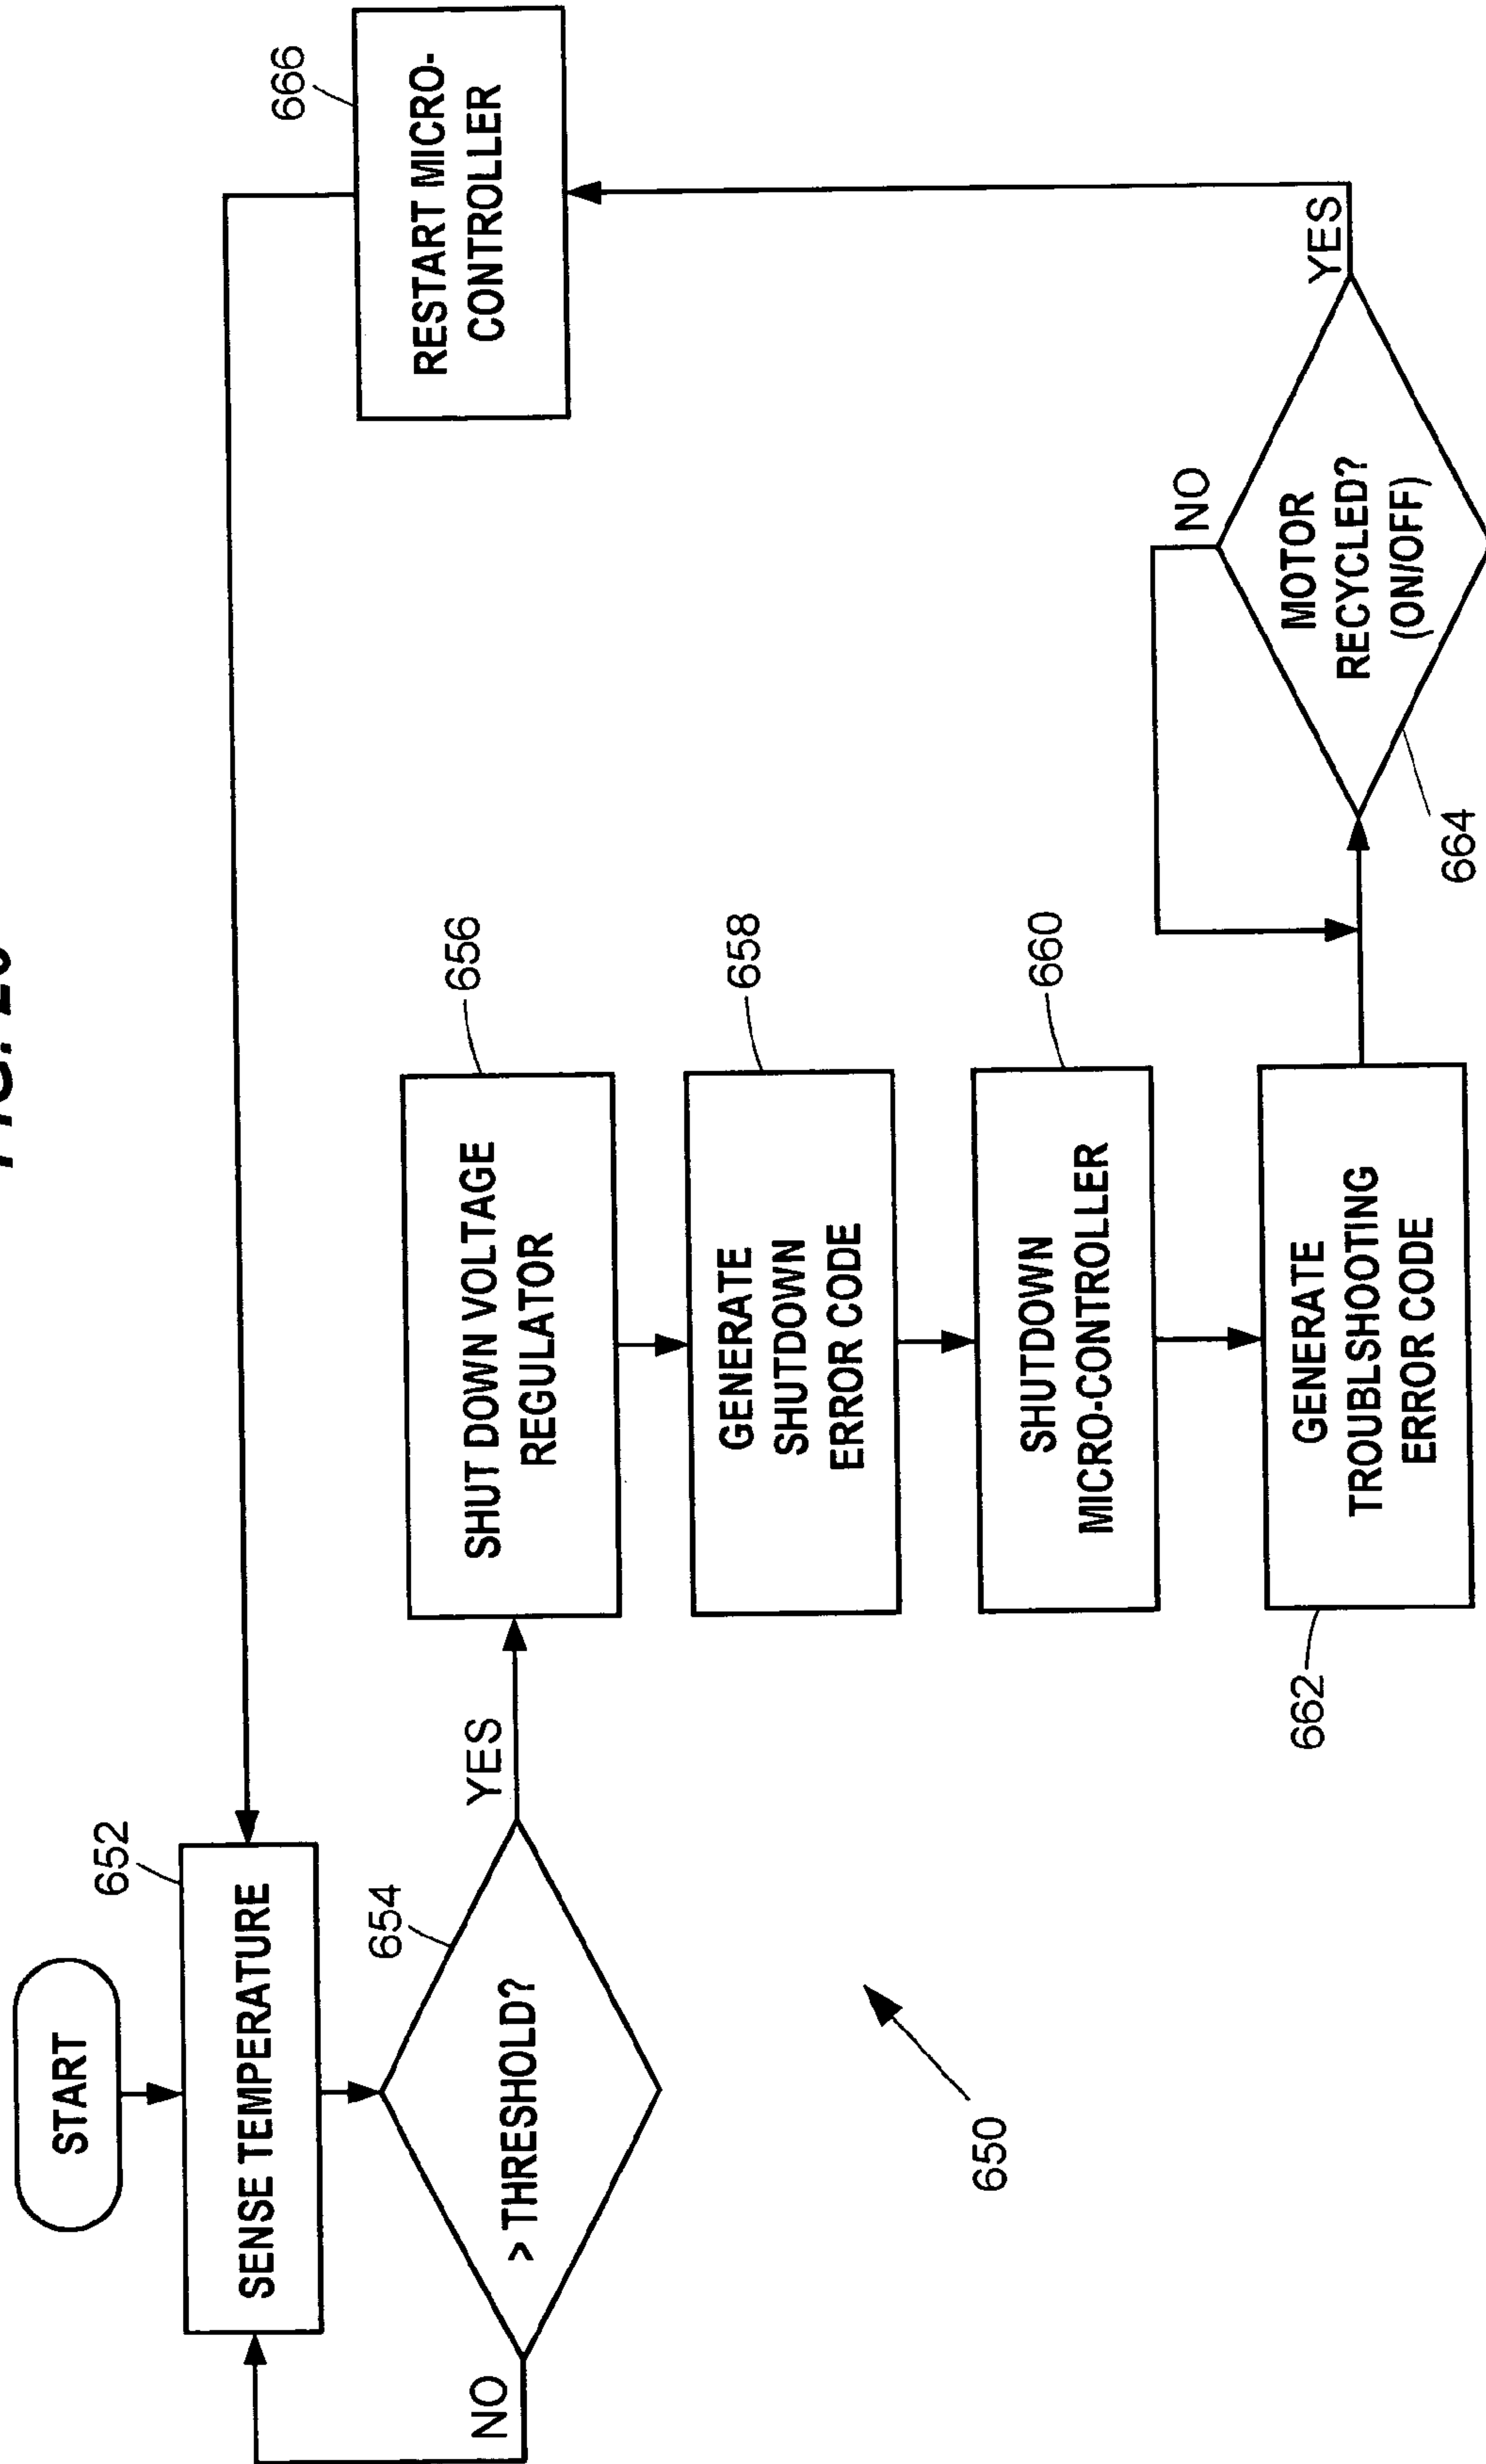 START
SENSE TEMPERATURE
652
> THRESHOLD?
654
NO
YES
SHUT DOWN VOLTAGE
REGULATOR
656
GENERATE
SHUTDOWN
ERROR CODE
658
SHUTDOWN
MICRO-CONTROLLER
660
GENERATE
TROUBLSHOOTING
ERROR CODE
662
MOTOR
RECYCLED?
(ON/OFF)
664
NO
YES
RESTART MICRO-
CONTROLLER
666
650